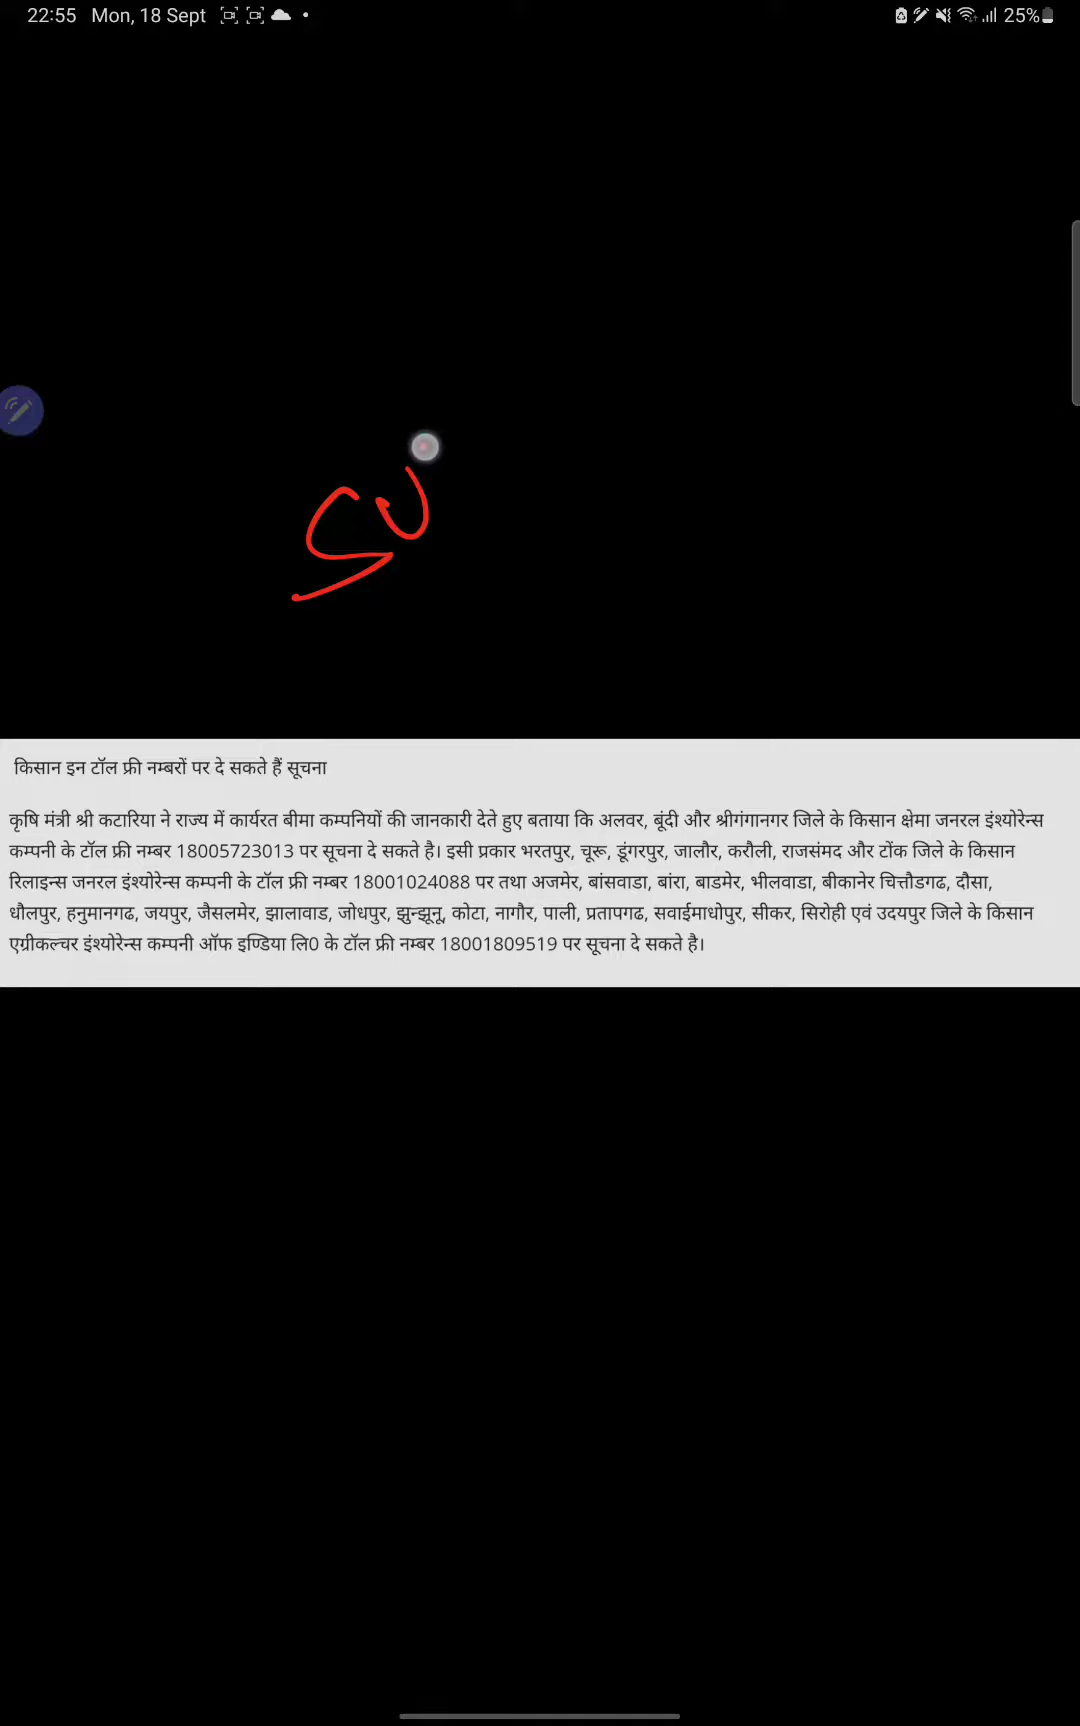 22:55 Mon, 18 Sept
25%
SU
किसान इन टॉल फ्री नम्बरों पर दे सकते हैं सूचना
कृषि मंत्री श्री कटारिया ने राज्य में कार्यरत बीमा कम्पनियों की जानकारी देते हुए बताया कि अलवर, बूंदी और श्रीगंगानगर जिले के किसान क्षेमा जनरल इंश्योरेन्स
कम्पनी के टॉल फ्री नम्बर 18005723013 पर सूचना दे सकते है। इसी प्रकार भरतपुर, चूरू, डूंगरपुर, जालौर, करौली, राजसंमद और टोंक जिले के किसान
रिलाइन्स जनरल इंश्योरेन्स कम्पनी के टॉल फ्री नम्बर 18001024088 पर तथा अजमेर, बांसवाडा, बांरा, बाडमेर, भीलवाडा, बीकानेर चित्तौडगढ, दौसा,
धौलपुर, हनुमानगढ, जयपुर, जैसलमेर, झालावाड, जोधपुर, झुन्झूनू, कोटा, नागौर, पाली, प्रतापगढ, सवाईमाधोपुर, सीकर, सिरोही एवं उदयपुर जिले के किसान
एग्रीकल्चर इंश्योरेन्स कम्पनी ऑफ इण्डिया लि0 के टॉल फ्री नम्बर 18001809519 पर सूचना दे सकते है।